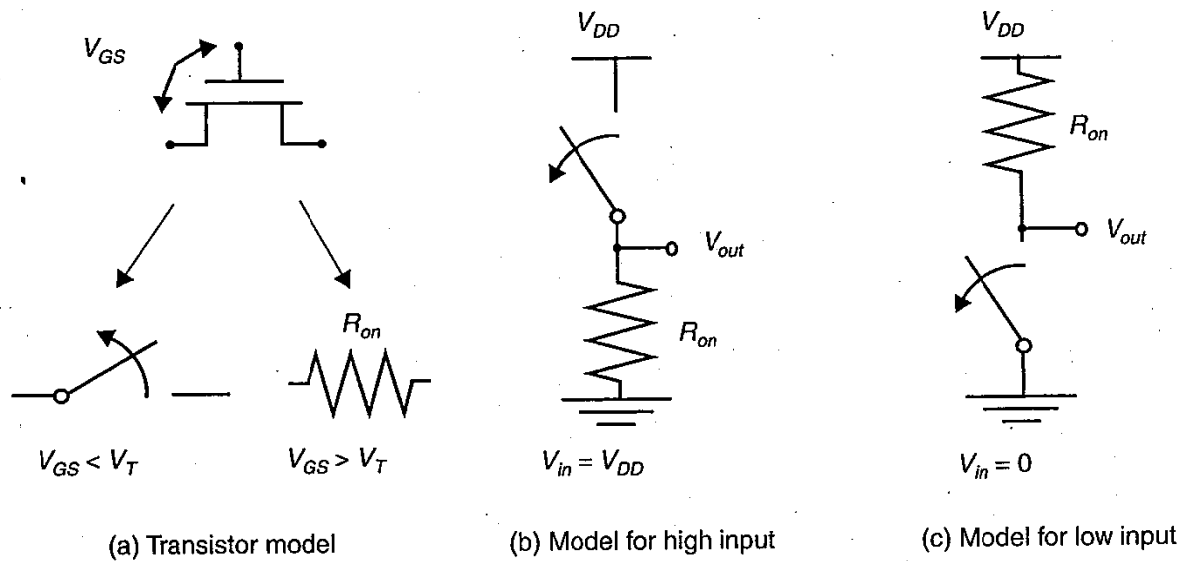 V_GS
R_on
V_GS < V_T
V_GS > V_T
(a) Transistor model
V_DD
V_out
R_on
V_in = V_DD
(b) Model for high input
V_DD
R_on
V_out
V_in = 0
(c) Model for low input